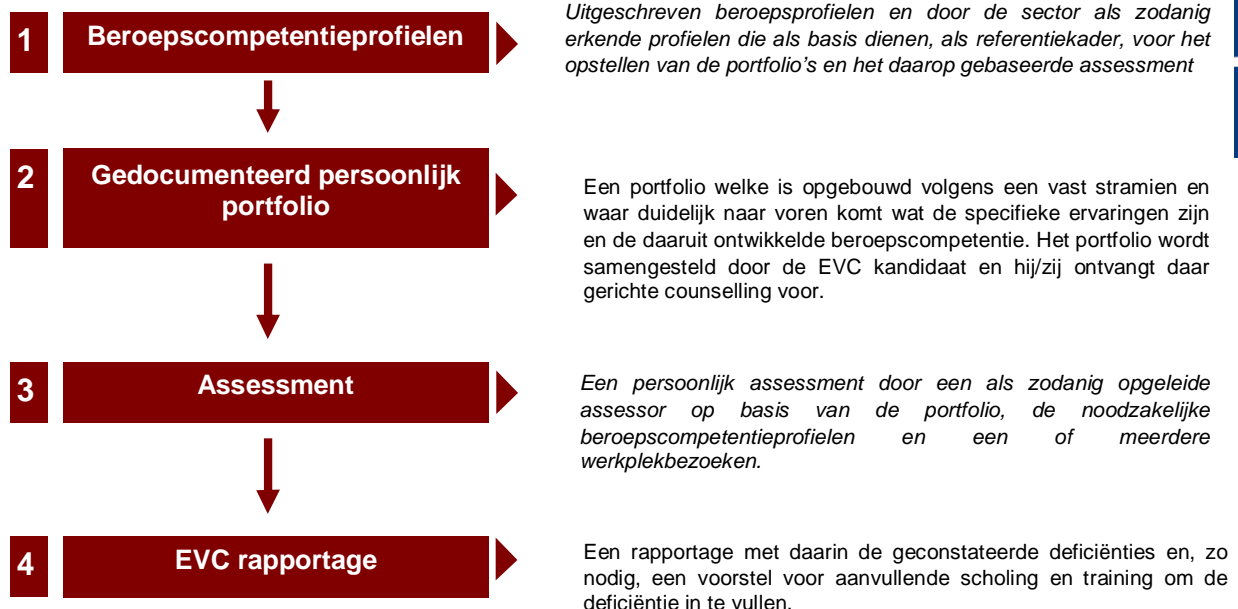 1
Beroepscompetentieprofielen
Uitgeschreven beroepsprofielen en door de sector als zodanig
erkende profielen die als basis dienen, als referentiekader, voor het
opstellen van de portfolio's en het daarop gebaseerde assessment
2
Gedocumenteerd persoonlijk
portfolio
Een portfolio welke is opgebouwd volgens een vast stramien en
waar duidelijk naar voren komt wat de specifieke ervaringen zijn
en de daaruit ontwikkelde beroepscompetentie. Het portfolio wordt
samengesteld door de EVC kandidaat en hij/zij ontvangt daar
gerichte counselling voor.
3
Assessment
Een persoonlijk assessment door een als zodanig opgeleide
assessor op basis van de portfolio, de noodzakelijke
beroepscompetentieprofielen en een of meerdere
werkplekbezoeken.
4
EVC rapportage
Een rapportage met daarin de geconstateerde deficiënties en, zo
nodig, een voorstel voor aanvullende scholing en training om de
deficiëntie in te vullen.